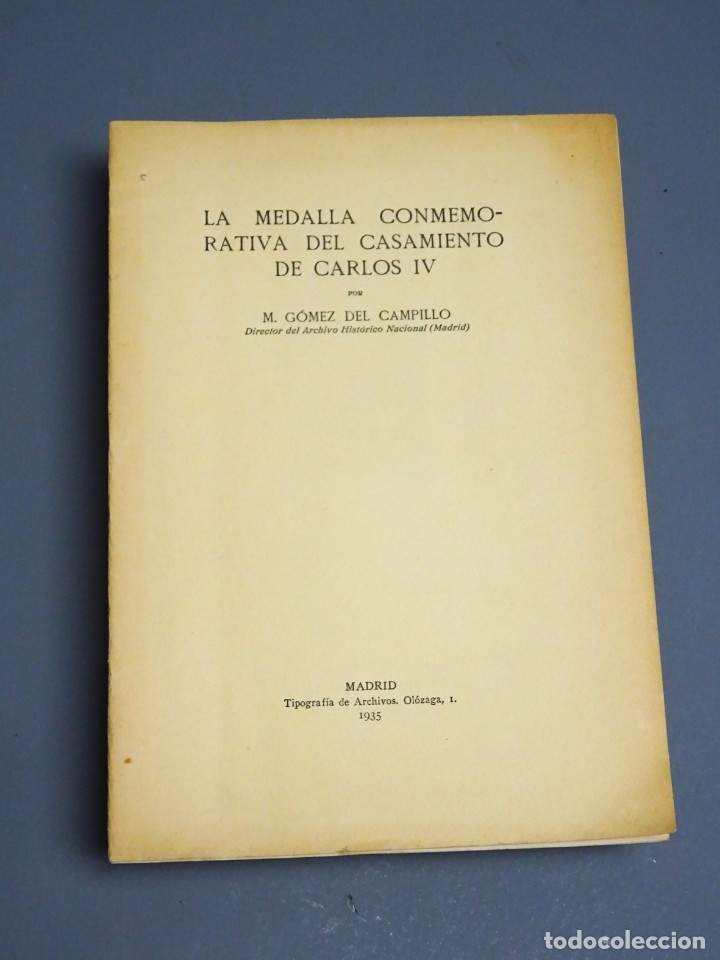 LA MEDALLA CONMEMO-
RATIVA DEL CASAMIENTO
DE CARLOS IV
POR
M. GÓMEZ DEL CAMPILLO
Director del Archivo Histórico Nacional (Madrid)
MADRID
Tipografía de Archivos. Olózaga, 1.
1935
todocoleccion